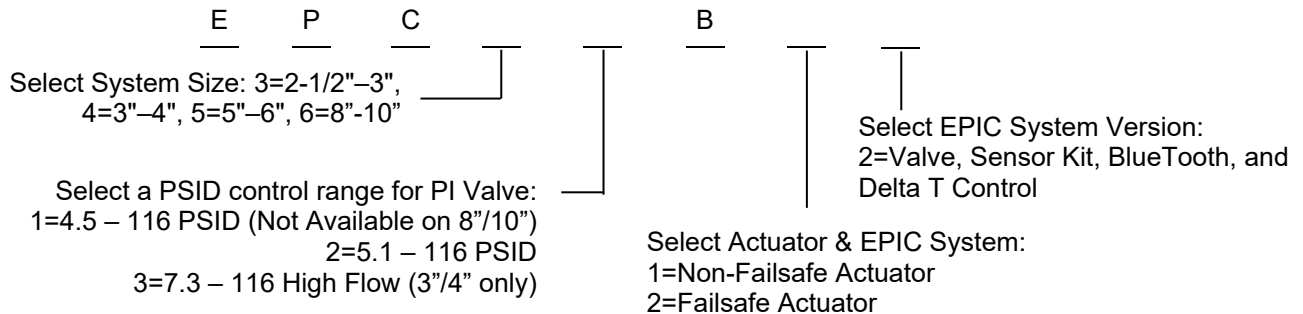 E P C B
Select System Size: 3=2-1/2"–3",
4=3"–4", 5=5"–6", 6=8”-10”
Select a PSID control range for PI Valve:
1=4.5 – 116 PSID (Not Available on 8”/10”)
2=5.1 – 116 PSID
3=7.3 – 116 High Flow (3”/4” only)
Select Actuator & EPIC System:
1=Non-Failsafe Actuator
2=Failsafe Actuator
Select EPIC System Version:
2=Valve, Sensor Kit, BlueTooth, and
Delta T Control